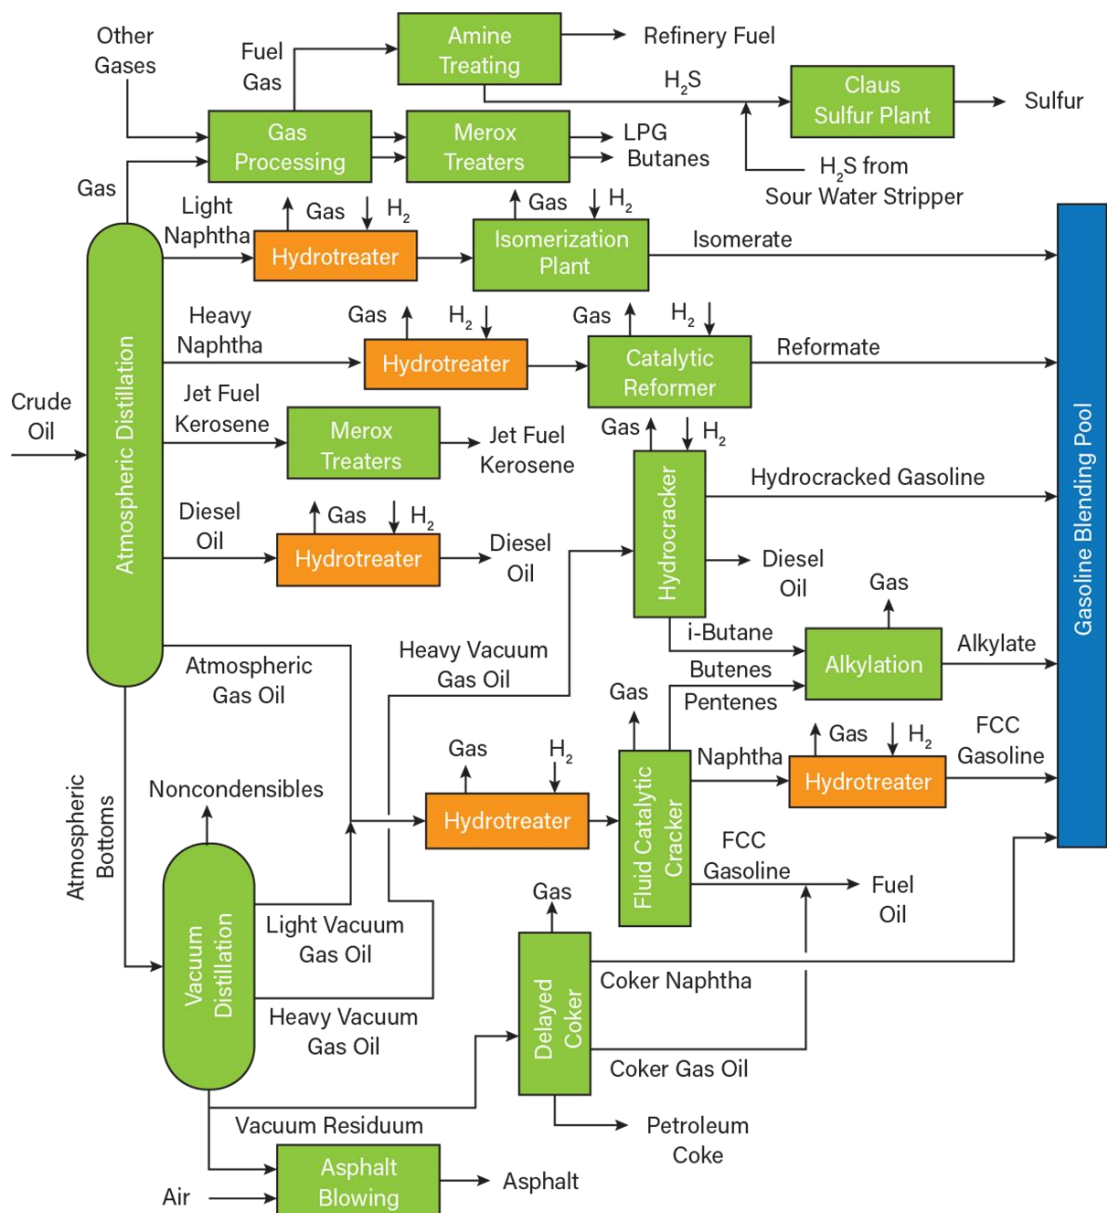 Other
Gases
Fuel
Gas
Amine
Treating
Refinery Fuel
H₂S
Claus
Sulfur Plant
Sulfur
Gas
Processing
Merox
Treaters
LPG
Butanes
H₂S from
Sour Water Stripper
Gas
Light
Naphtha
Gas
H₂
Hydrotreater
Gas
H₂
Isomerization
Plant
Isomerate
Heavy
Naphtha
Gas
H₂
Hydrotreater
Gas
H₂
Catalytic
Reformer
Reformate
Crude
Oil
Atmospheric Distillation
Jet Fuel
Kerosene
Merox
Treaters
Jet Fuel
Kerosene
Gas
H₂
Hydrocracker
Hydrocracked Gasoline
Gasoline Blending Pool
Diesel
Oil
Gas
H₂
Hydrotreater
Diesel
Oil
Diesel
Oil
Gas
i-Butane
Butenes
Pentenes
Alkylation
Alkylate
Atmospheric
Gas Oil
Heavy Vacuum
Gas Oil
Gas
H₂
Hydrotreater
Gas
Fluid Catalytic
Cracker
Naphtha
Gas
H₂
Hydrotreater
FCC
Gasoline
FCC
Gasoline
Fuel
Oil
Atmospheric
Bottoms
Noncondensibles
Vacuum
Distillation
Light Vacuum
Gas Oil
Heavy Vacuum
Gas Oil
Gas
Delayed
Coker
Coker Naphtha
Coker Gas Oil
Petroleum
Coke
Vacuum Residuum
Air
Asphalt
Blowing
Asphalt